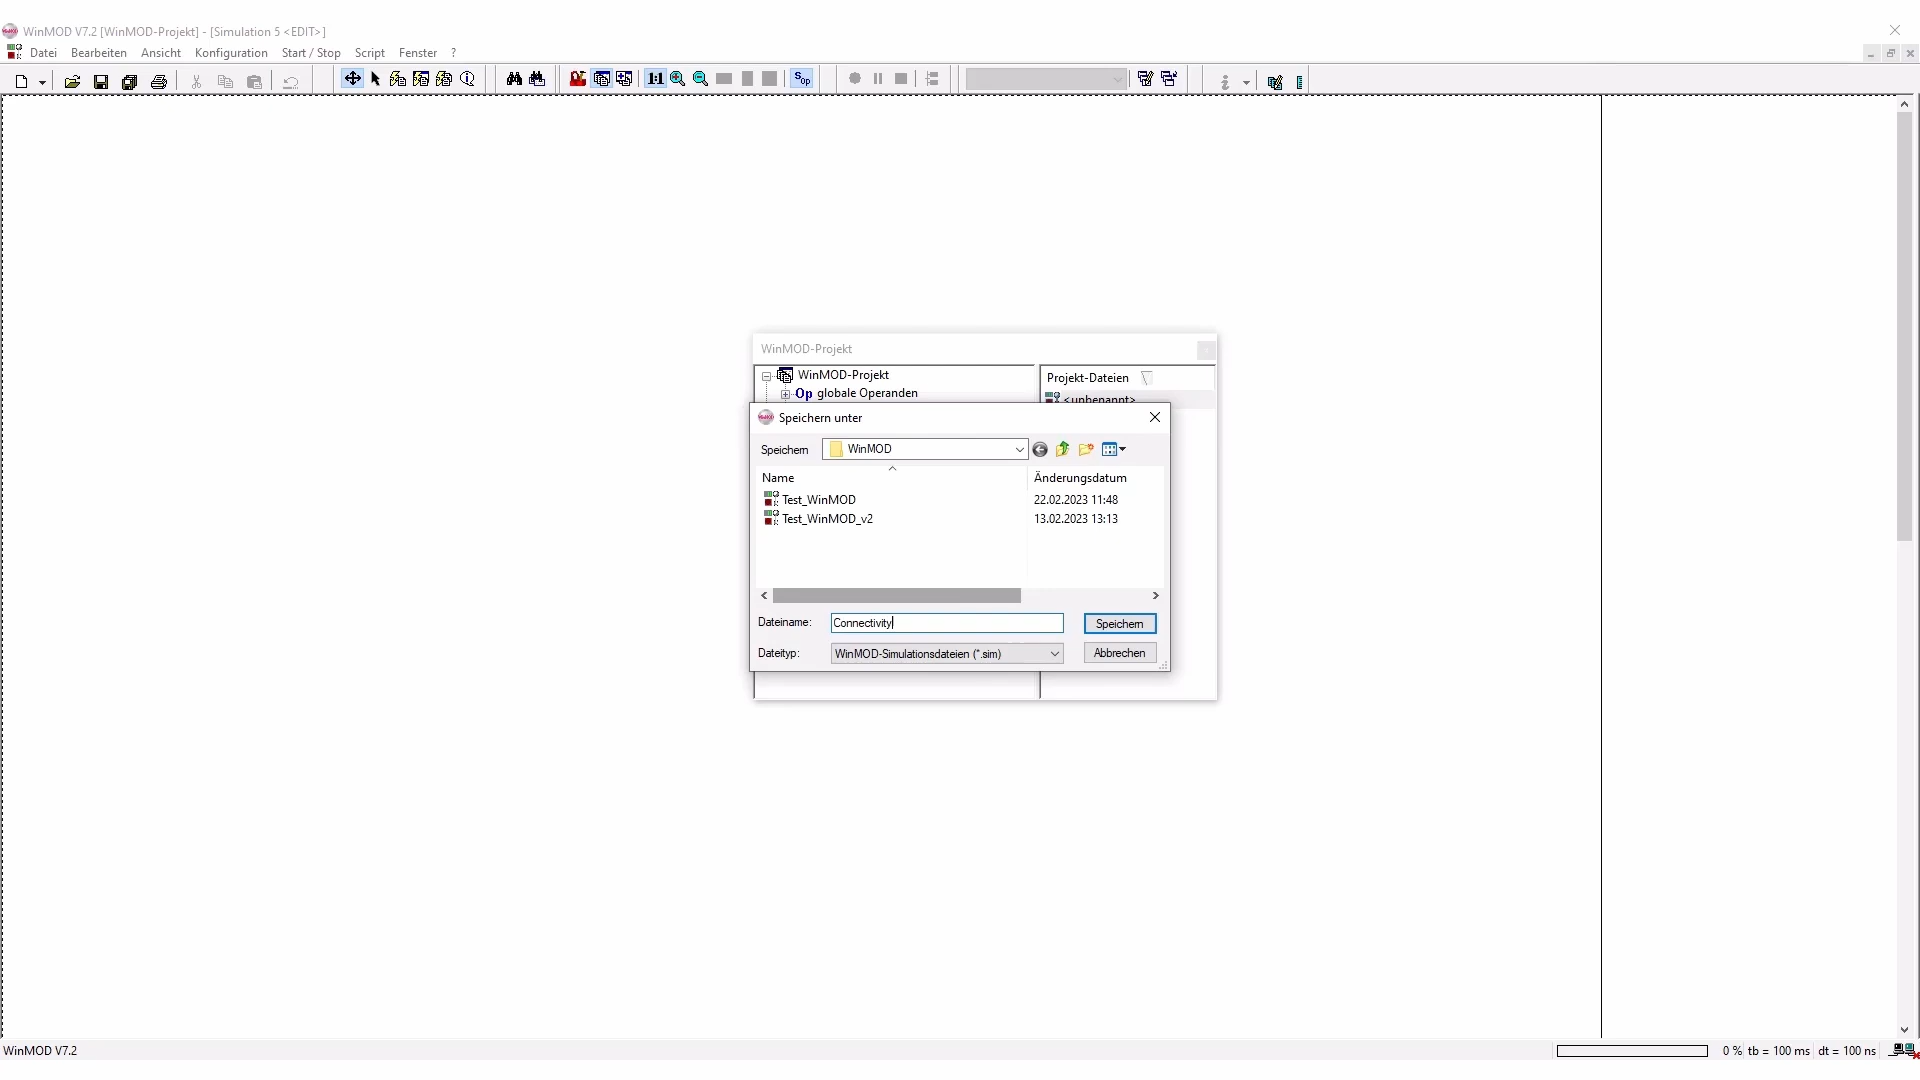 WinMOD V7.2 [WinMOD-Projekt] - [Simulation 5 <EDIT>]
Datei Bearbeiten Ansicht Konfiguration Start / Stop Script Fenster ?
1:1 Sop
WinMOD-Projekt
WinMOD-Projekt
Projekt-Dateien
Op globale Operanden
<unbenannt>
Speichern unter
Speichern WinMOD
Name Änderungsdatum
Test_WinMOD 22.02.2023 11:48
Test_WinMOD_v2 13.02.2023 13:13
Dateiname: Connectivity Speichern
Dateityp: WinMOD-Simulationsdateien (*.sim) Abbrechen
WinMOD V7.2 0 % tb = 100 ms dt = 100 ns